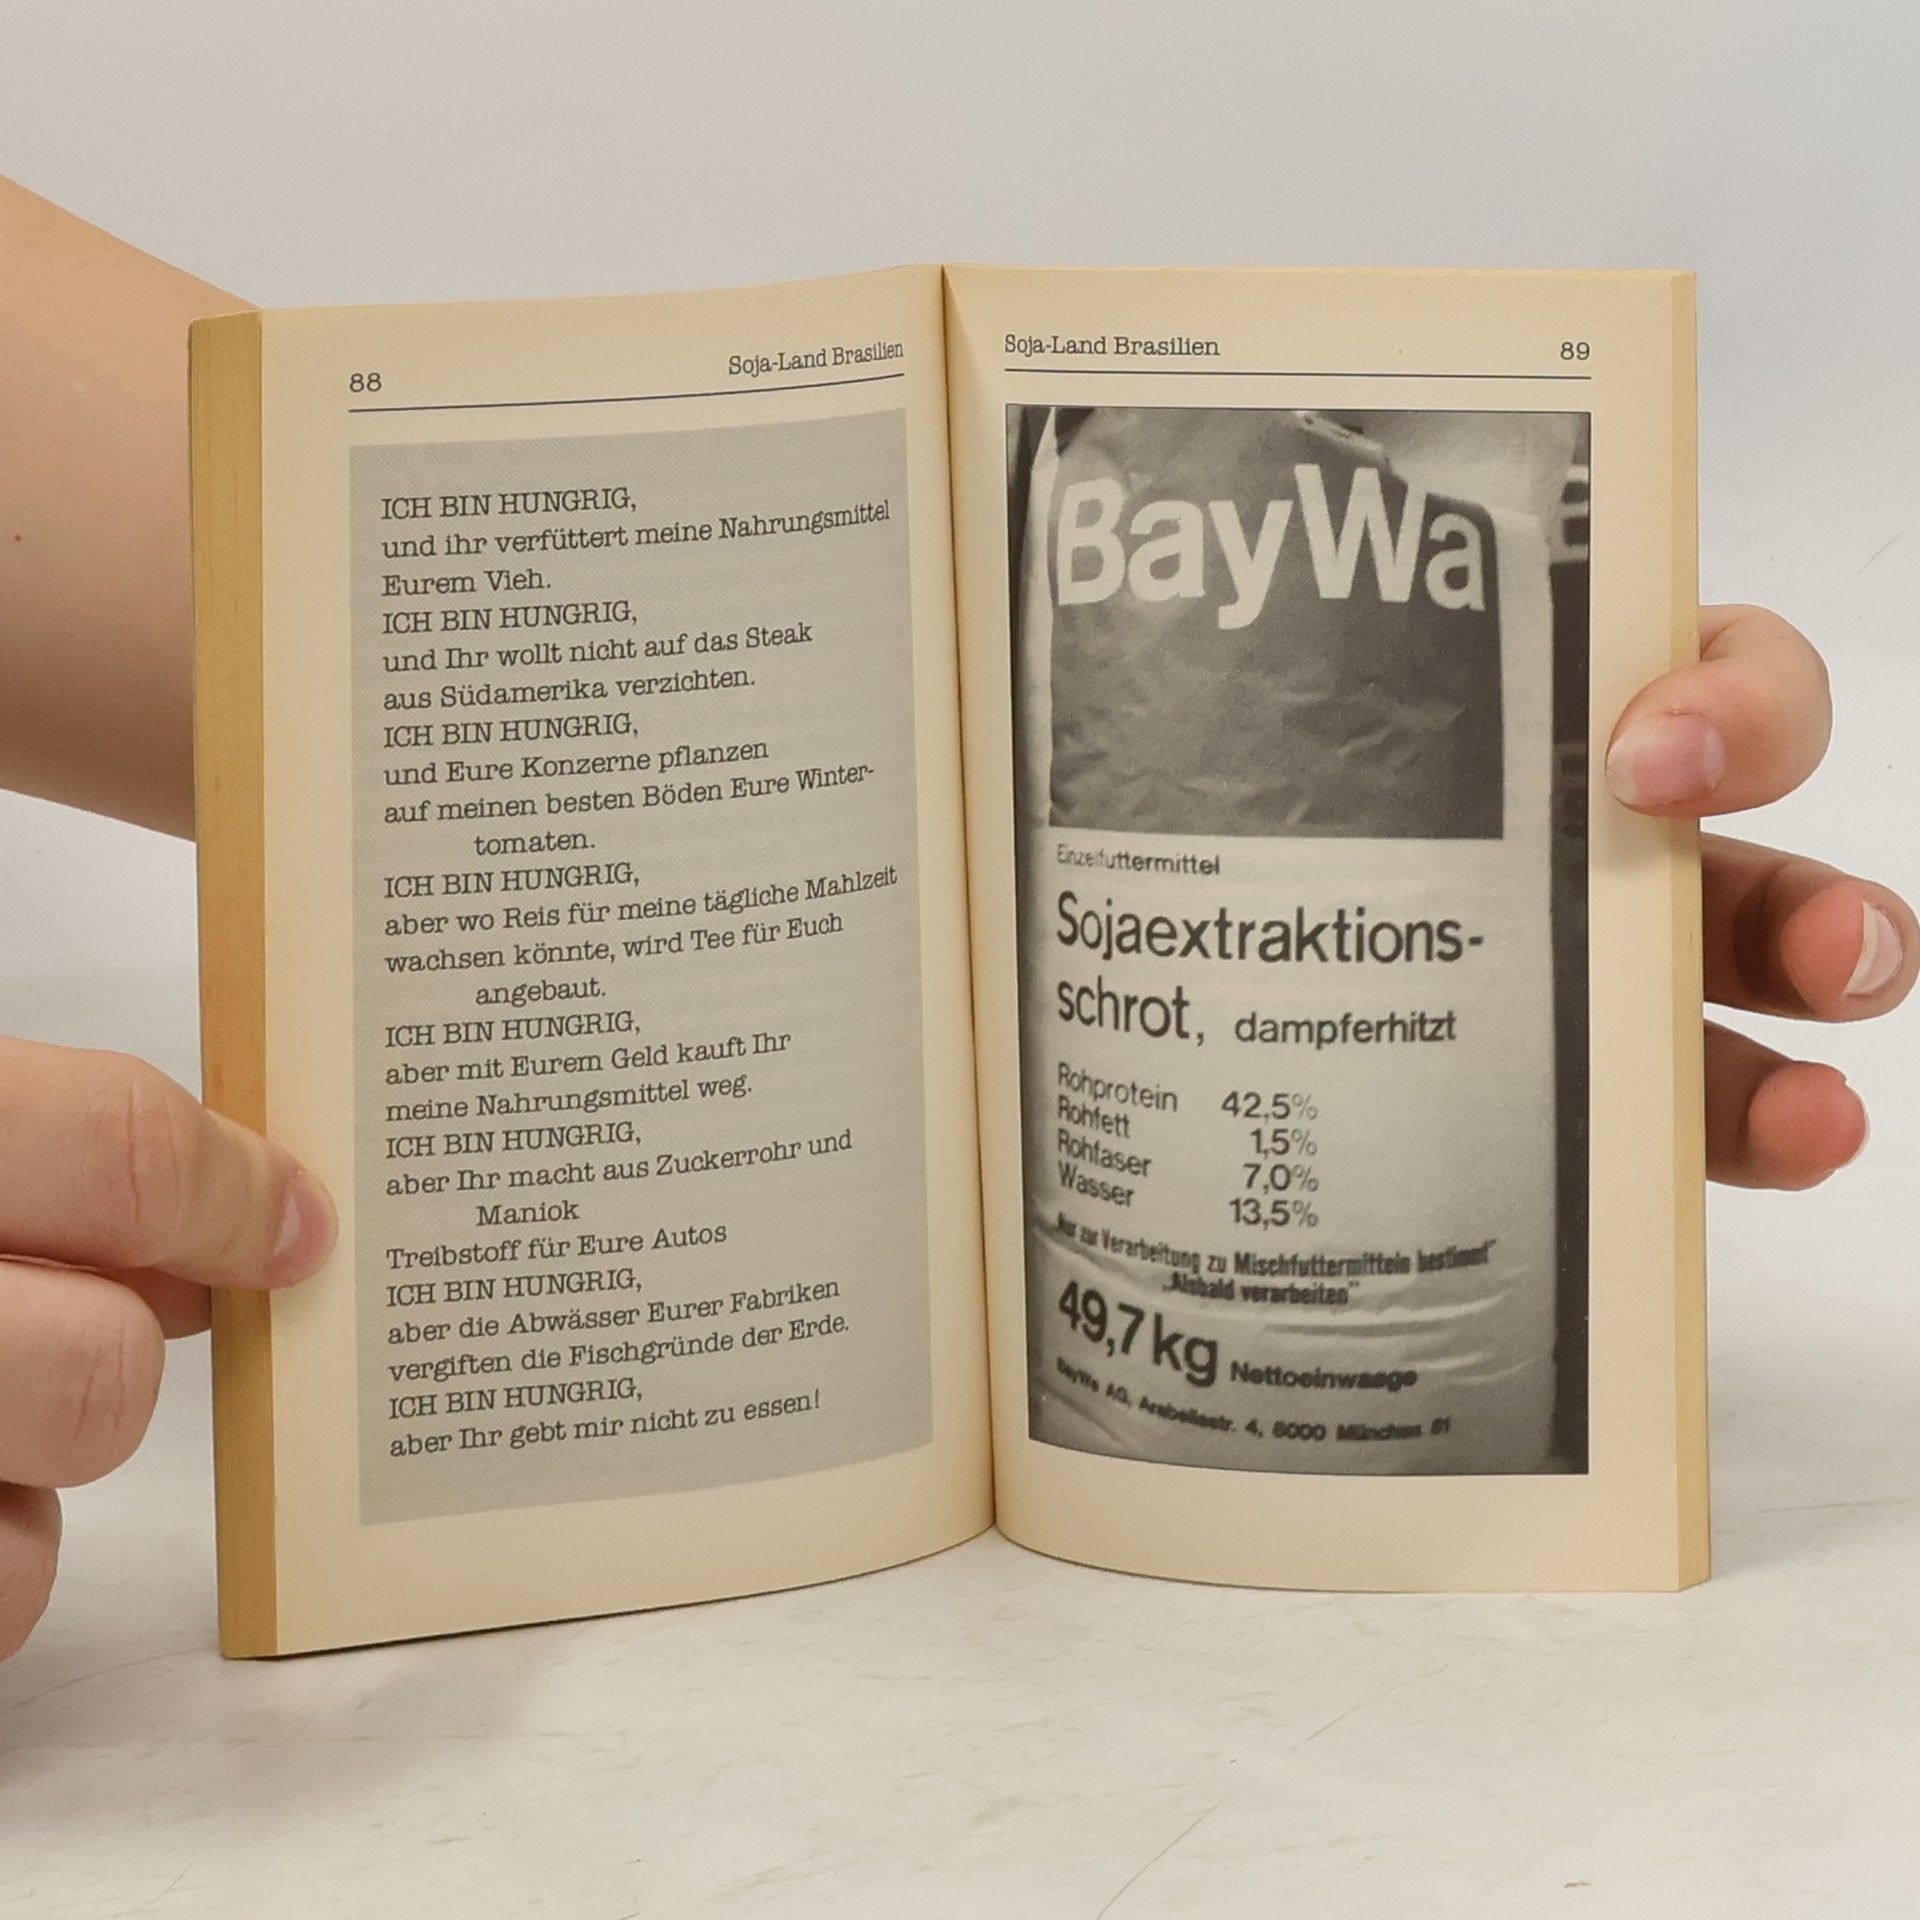 88
Soja-Land Brasilien
ICH BIN HUNGRIG,
und ihr verfüttert meine Nahrungsmittel
Eurem Vieh.
ICH BIN HUNGRIG,
und Ihr wollt nicht auf das Steak
aus Südamerika verzichten.
ICH BIN HUNGRIG,
und Eure Konzerne pflanzen
auf meinen besten Böden Eure Winter-
tomaten.
ICH BIN HUNGRIG,
aber wo Reis für meine tägliche Mahlzeit
wachsen könnte, wird Tee für Euch
angebaut.
ICH BIN HUNGRIG,
aber mit Eurem Geld kauft Ihr
meine Nahrungsmittel weg.
ICH BIN HUNGRIG,
aber Ihr macht aus Zuckerrohr und
Maniok
Treibstoff für Eure Autos
ICH BIN HUNGRIG,
aber die Abwässer Eurer Fabriken
vergiften die Fischgründe der Erde.
ICH BIN HUNGRIG,
aber Ihr gebt mir nicht zu essen!
Soja-Land Brasilien
89
BayWa
Einzelfuttermittel
Sojaextraktions-
schrot, dampferhitzt
Rohprotein 42,5%
Rohfett 1,5%
Rohfaser 7,0%
Wasser 13,5%
"Nur zur Verarbeitung zu Mischfuttermitteln bestimmt"
"Alsbald verarbeiten"
49,7 kg Nettoeinwaage
BayWa AG, Arabellastr. 4, 8000 München 81